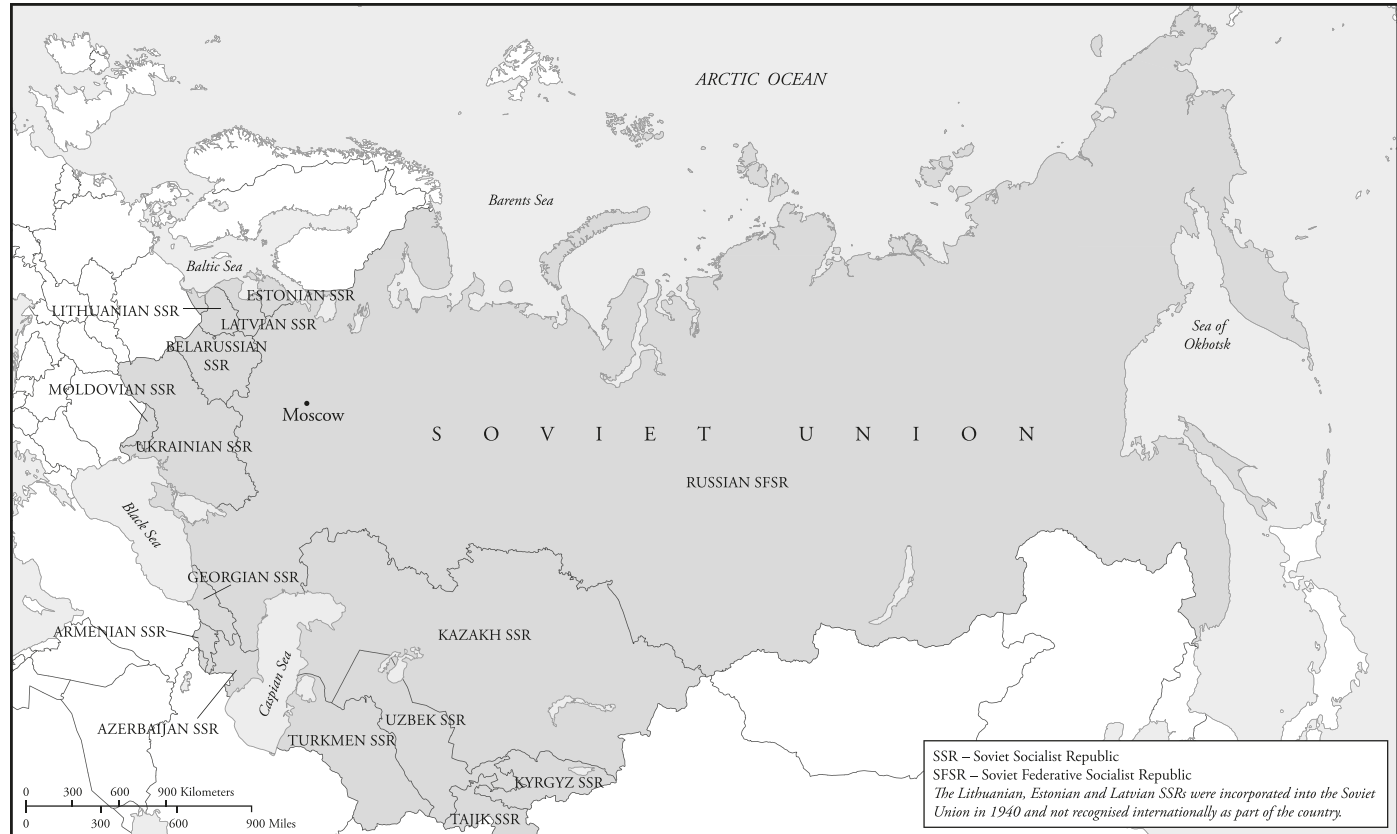 ARCTIC OCEAN
Barents Sea
Baltic Sea
ESTONIAN SSR
LITHUANIAN SSR
LATVIAN SSR
BELARUSSIAN
SSR
Sea of
Okhotsk
MOLDOVIAN SSR
Moscow
SOVIET UNION
UKRAINIAN SSR
RUSSIAN SFSR
Black Sea
GEORGIAN SSR
ARMENIAN SSR
KAZAKH SSR
Caspian Sea
AZERBAIJAN SSR
UZBEK SSR
TURKMEN SSR
KYRGYZ SSR
TAJIK SSR
0 300 600 900 Kilometers
0 300 600 900 Miles
SSR – Soviet Socialist Republic
SFSR – Soviet Federative Socialist Republic
The Lithuanian, Estonian and Latvian SSRs were incorporated into the Soviet
Union in 1940 and not recognised internationally as part of the country.